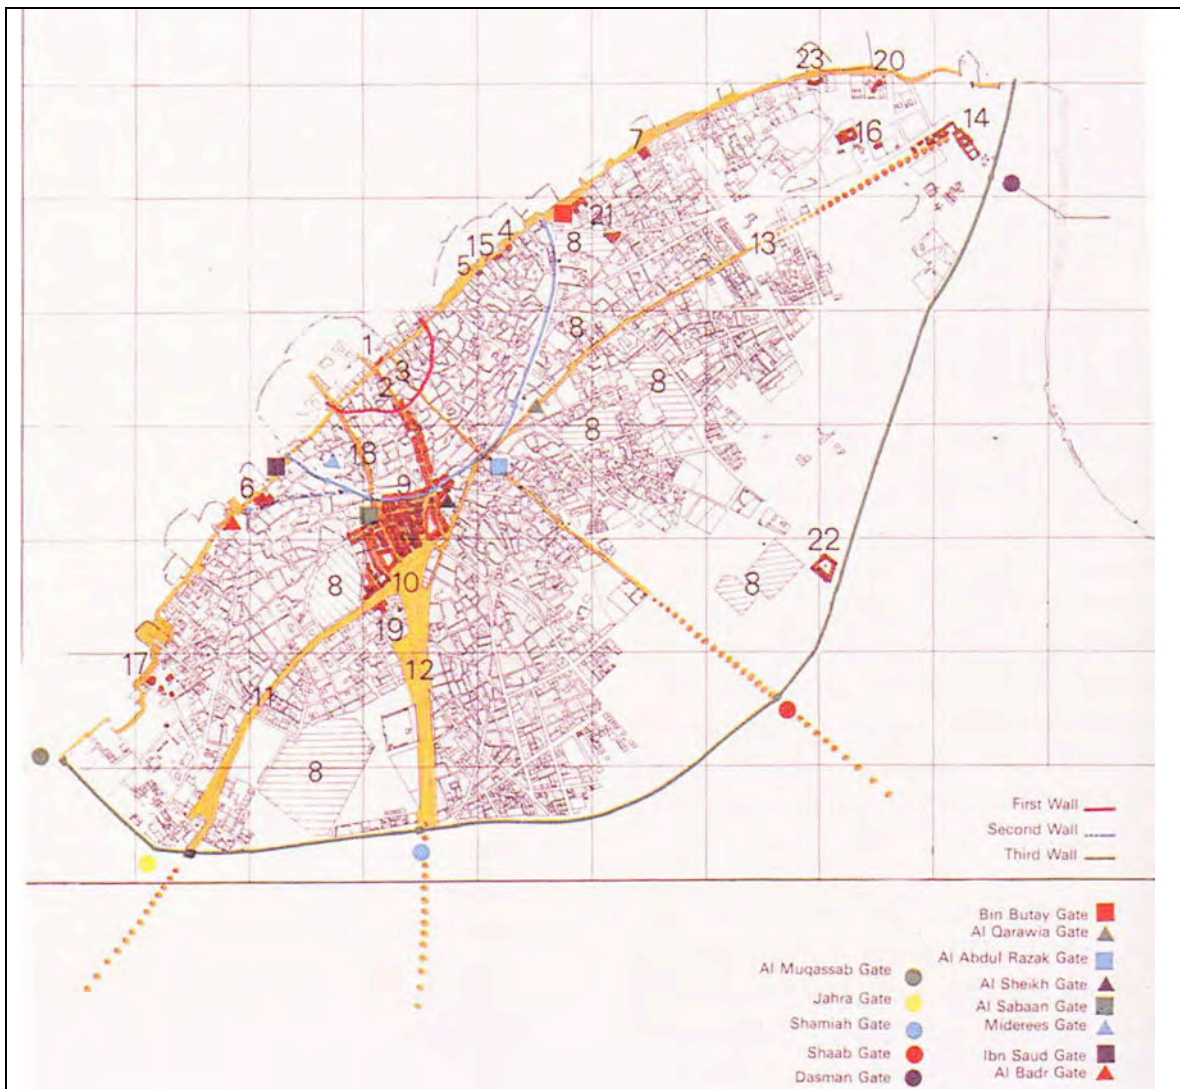 23 20
14
16
7
21
4
8
15
5
13
8
1
3
2
8
8
18
9
6
22
8
10
8
19
17
12
11
8
First Wall
Second Wall
Third Wall
Bin Butay Gate
Al Qarawia Gate
Al Abdul Razak Gate
Al Muqassab Gate
Al Sheikh Gate
Jahra Gate
Al Sabaan Gate
Shamiah Gate
Miderees Gate
Shaab Gate
Ibn Saud Gate
Dasman Gate
Al Badr Gate